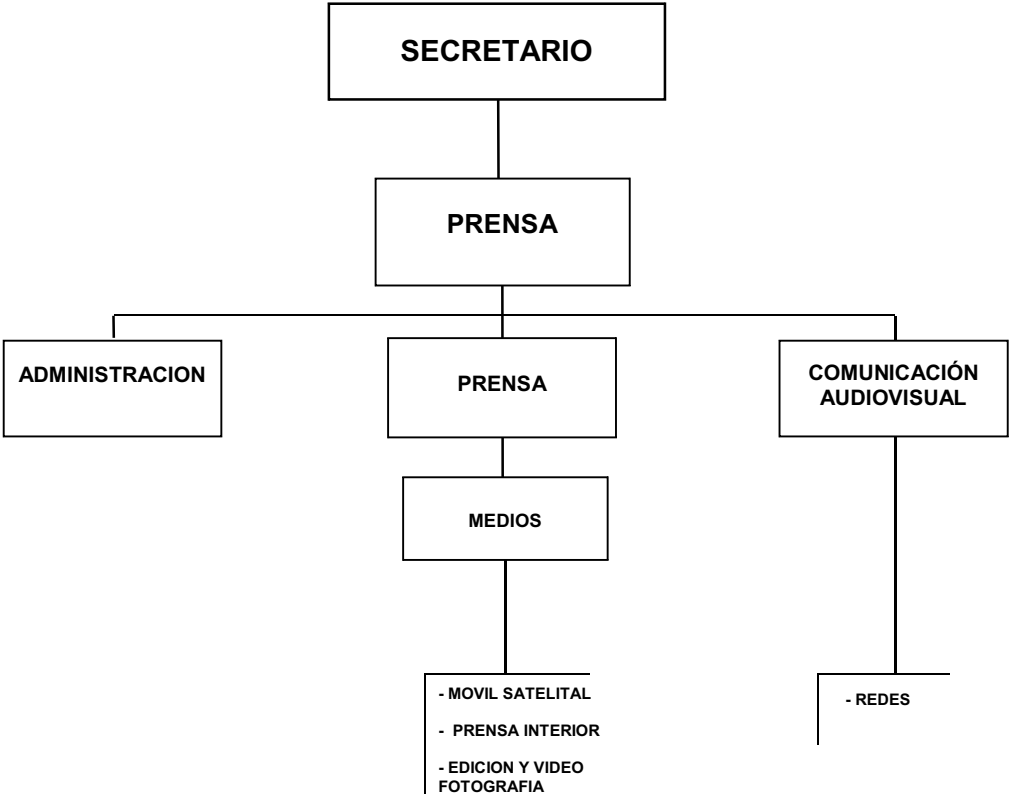 SECRETARIO
PRENSA
ADMINISTRACION
PRENSA
COMUNICACIÓN
AUDIOVISUAL
MEDIOS
- MOVIL SATELITAL
- PRENSA INTERIOR
- EDICION Y VIDEO
FOTOGRAFIA
- REDES